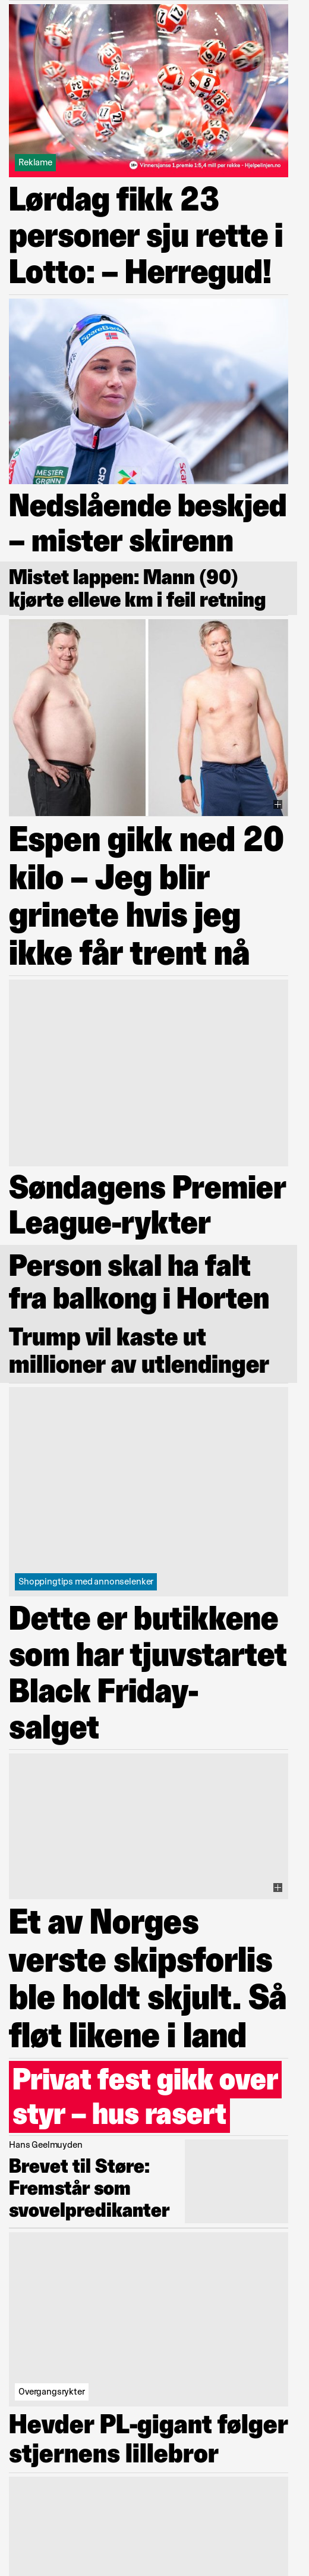 Reklame
Vinnersjanse 1.premie 1:5,4 mill per rekke - Hjelpelinjen.no
Lørdag fikk 23
personer sju rette i
Lotto: – Herregud!
SpareBank
MESTER
GRØNN
Nedslående beskjed
– mister skirenn
Mistet lappen: Mann (90)
kjørte elleve km i feil retning
Espen gikk ned 20
kilo – Jeg blir
grinete hvis jeg
ikke får trent nå
Søndagens Premier
League-rykter
Person skal ha falt
fra balkong i Horten
Trump vil kaste ut
millioner av utlendinger
Shoppingtips med annonselenker
Dette er butikkene
som har tjuvstartet
Black Friday-
salget
Et av Norges
verste skipsforlis
ble holdt skjult. Så
fløt likene i land
Privat fest gikk over
styr – hus rasert
Hans Geelmuyden
Brevet til Støre:
Fremstår som
svovelpredikanter
Overgangsrykter
Hevder PL-gigant følger
stjernens lillebror